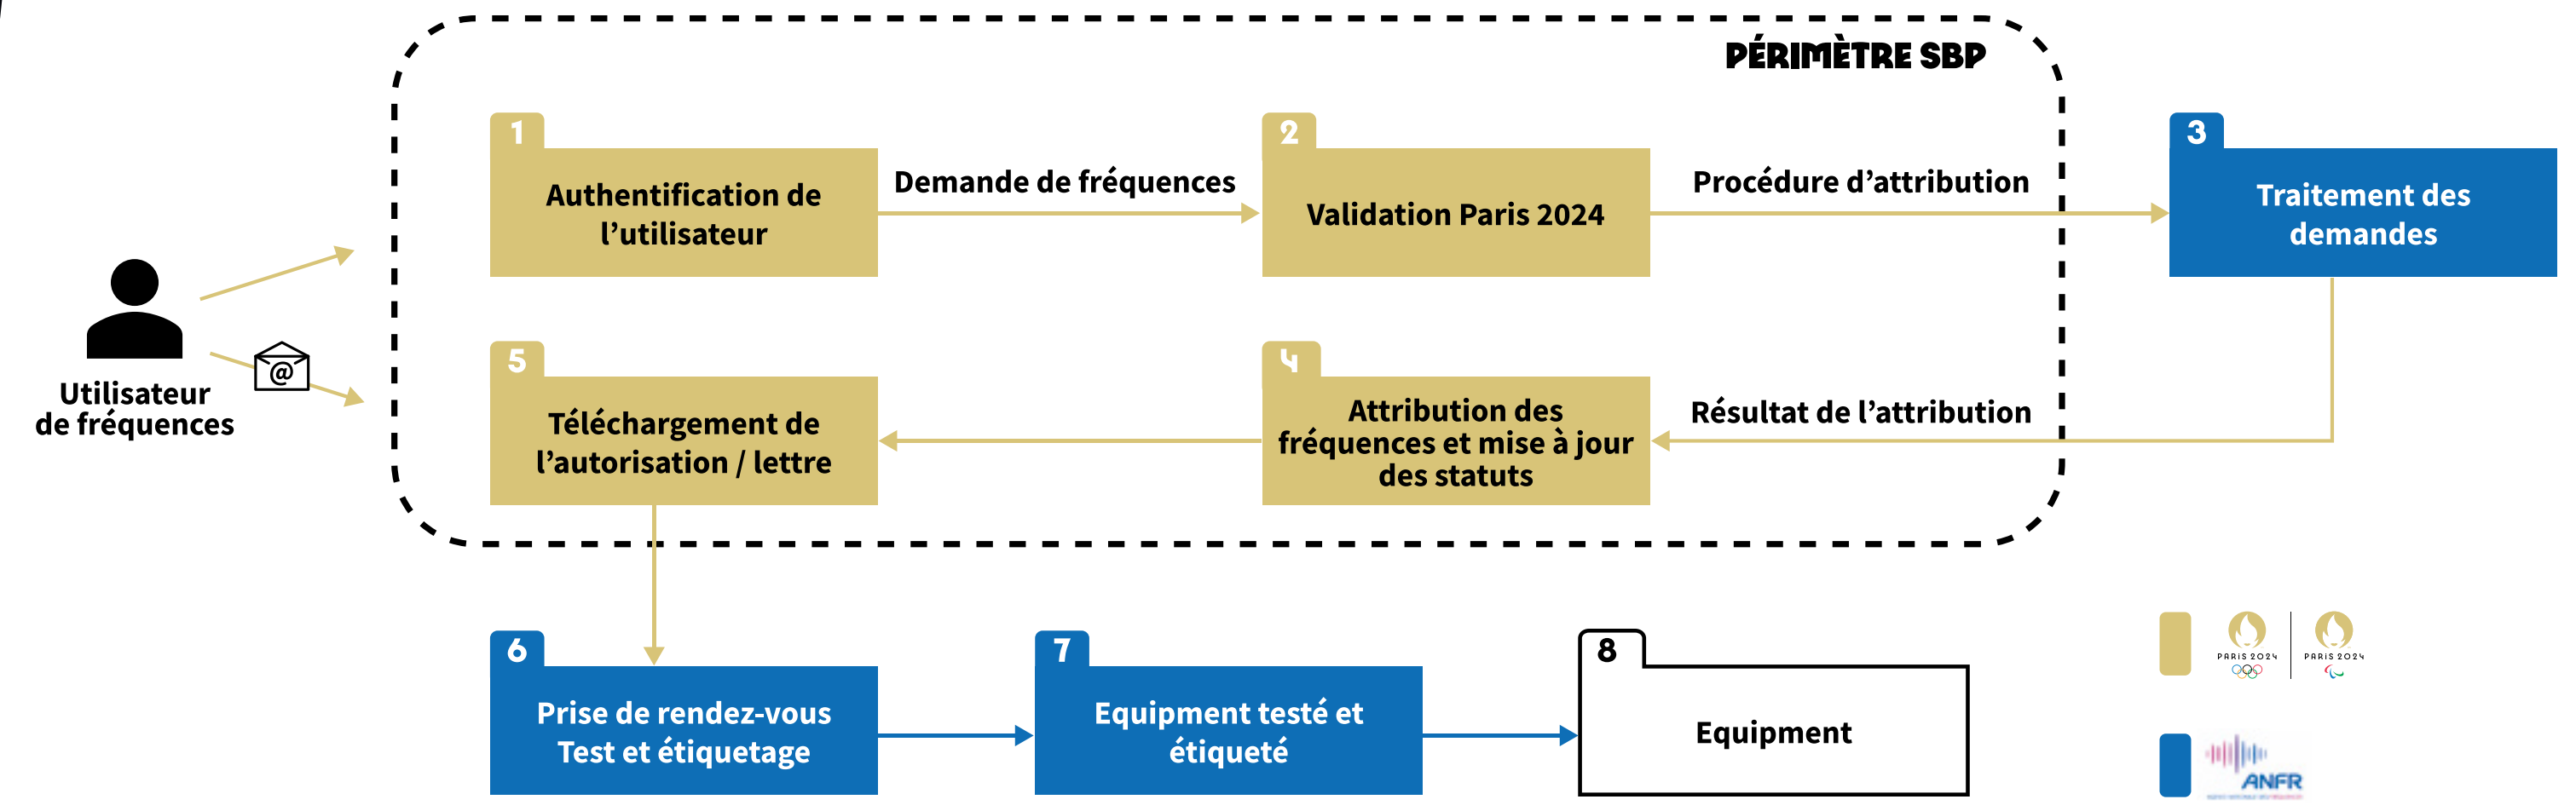 PÉRIMÈTRE SBP
1
Authentification de
l'utilisateur
Demande de fréquences
2
Validation Paris 2024
Procédure d'attribution
3
Traitement des
demandes
Utilisateur
de fréquences
@
5
Téléchargement de
l'autorisation / lettre
4
Attribution des
fréquences et mise à jour
des statuts
Résultat de l'attribution
6
Prise de rendez-vous
Test et étiquetage
7
Equipment testé et
étiqueté
8
Equipment
PARIS 2024
PARIS 2024
ANFR